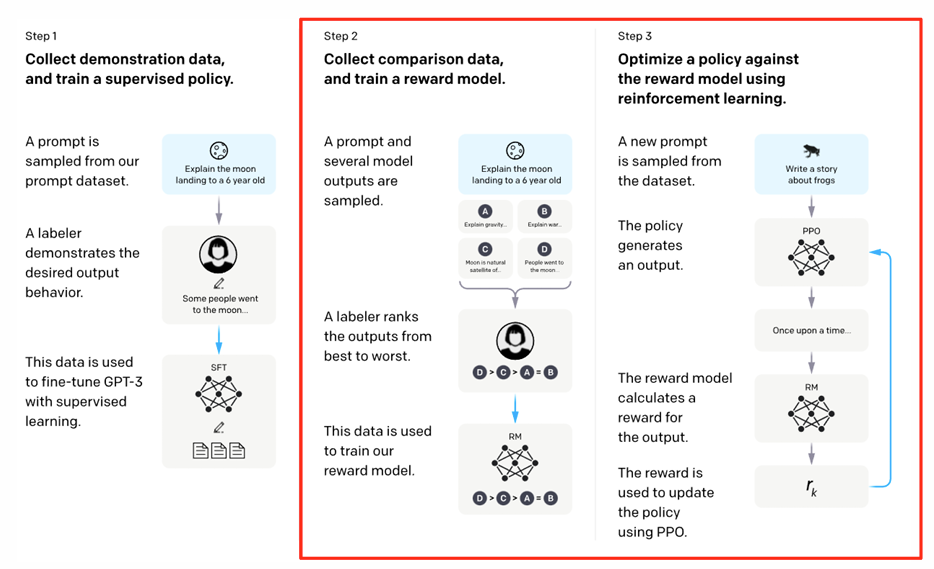 Step 1
Collect demonstration data,
and train a supervised policy.
A prompt is
sampled from our
prompt dataset.
Explain the moon
landing to a 6 year old
A labeler
demonstrates the
desired output
behavior.
Some people went
to the moon...
This data is used
to fine-tune GPT-3
with supervised
learning.
SFT
Step 2
Collect comparison data,
and train a reward model.
A prompt and
several model
outputs are
sampled.
Explain the moon
landing to a 6 year old
A
Explain gravity...
B
Explain war...
C
Moon is natural
satellite of...
D
People went to
the moon...
A labeler ranks
the outputs from
best to worst.
D > C > A = B
This data is used
to train our
reward model.
RM
D > C > A = B
Step 3
Optimize a policy against
the reward model using
reinforcement learning.
A new prompt
is sampled from
the dataset.
Write a story
about frogs
The policy
generates
an output.
PPO
Once upon a time...
The reward model
calculates a
reward for
the output.
RM
The reward is
used to update
the policy
using PPO.
rk